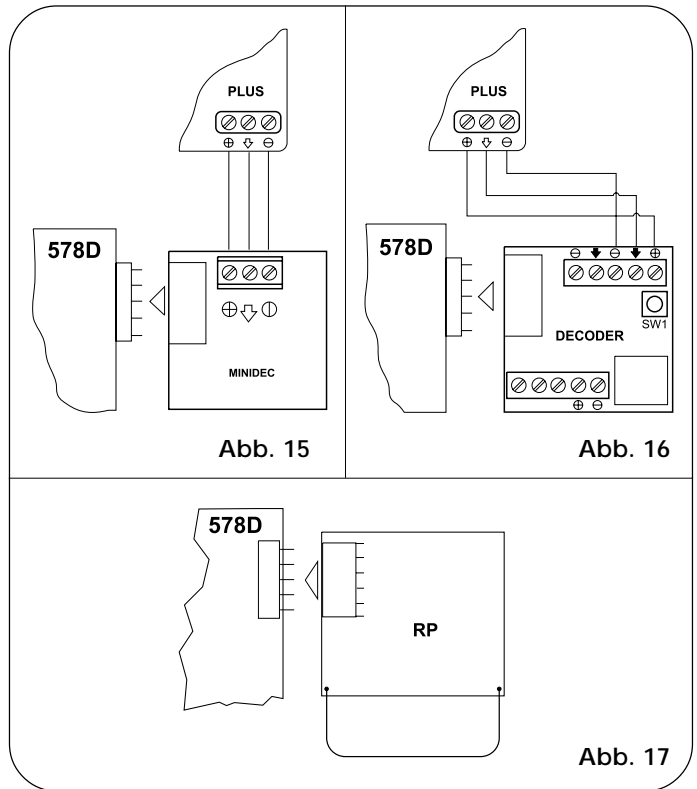 PLUS
578D
MINIDEC
Abb. 15
PLUS
578D
SW1
DECODER
Abb. 16
578D
RP
Abb. 17